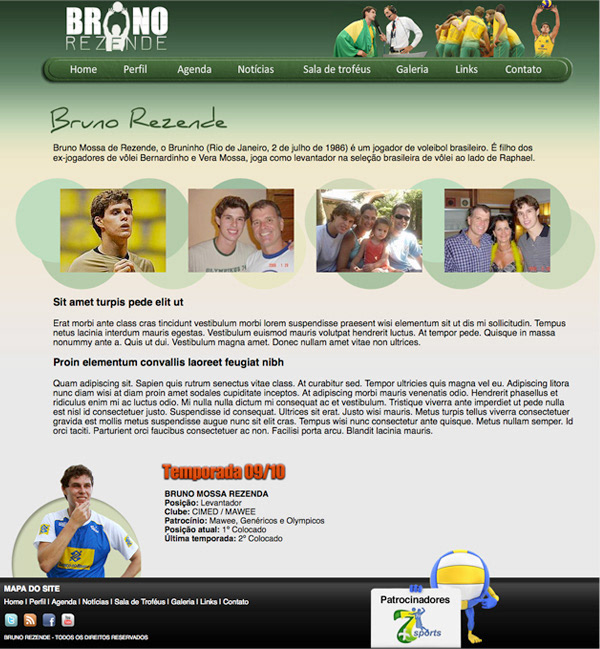 BRUNO
REZENDE
Home Perfil Agenda Notícias Sala de troféus Galeria Links Contato
Bruno Rezende
Bruno Mossa de Rezende, o Bruninho (Rio de Janeiro, 2 de julho de 1986) é um jogador de voleibol brasileiro. É filho dos
ex-jogadores de vôlei Bernardinho e Vera Mossa, joga como levantador na seleção brasileira de vôlei ao lado de Raphael.
Sit amet turpis pede elit ut
Erat morbi ante class cras tincidunt vestibulum morbi lorem suspendisse praesent wisi elementum sit ut dis mi sollicitudin. Tempus
netus lacinia interdum mauris egestas. Vestibulum euismod mauris volutpat hendrerit luctus. At tempor pede. Quisque in massa
nonummy ante a. Quis ut dui. Vestibulum magna amet. Donec nullam amet vitae non ultrices.
Proin elementum convallis laoreet feugiat nibh
Quam adipiscing sit. Sapien quis rutrum senectus vitae class. At curabitur sed. Tempor ultricies quis magna vel eu. Adipiscing litora
nunc diam wisi at diam proin amet sodales cupiditate inceptos. At adipiscing morbi mauris venenatis odio. Hendrerit phasellus et
ridiculus enim mi ac luctus odio. Mi nulla nulla dictum mi consequat ac et vestibulum. Tristique viverra ante imperdiet ut pede nulla
est nisl id consectetuer justo. Suspendisse id consequat. Ultrices sit erat. Justo wisi mauris. Metus turpis tellus viverra consectetuer
gravida est mollis metus suspendisse augue nunc sit elit cras. Tempus wisi nunc consectetur ante quisque. Metus nullam semper. Id
orci taciti. Parturient orci faucibus consectetuer ac non. Facilisi porta arcu. Blandit lacinia mauris.
Temporada 09/10
BRUNO MOSSA REZENDA
Posição: Levantador
Clube: CIMED / MAWEE
Patrocínio: Mawee, Genéricos e Olympicos
Posição atual: 1º Colocado
Última temporada: 2º Colocado
MAPA DO SITE
Home | Perfil | Agenda | Notícias | Sala de Troféus | Galeria | Links | Contato
BRUNO REZENDE - TODOS OS DIREITOS RESERVADOS
Patrocinadores
7
sports